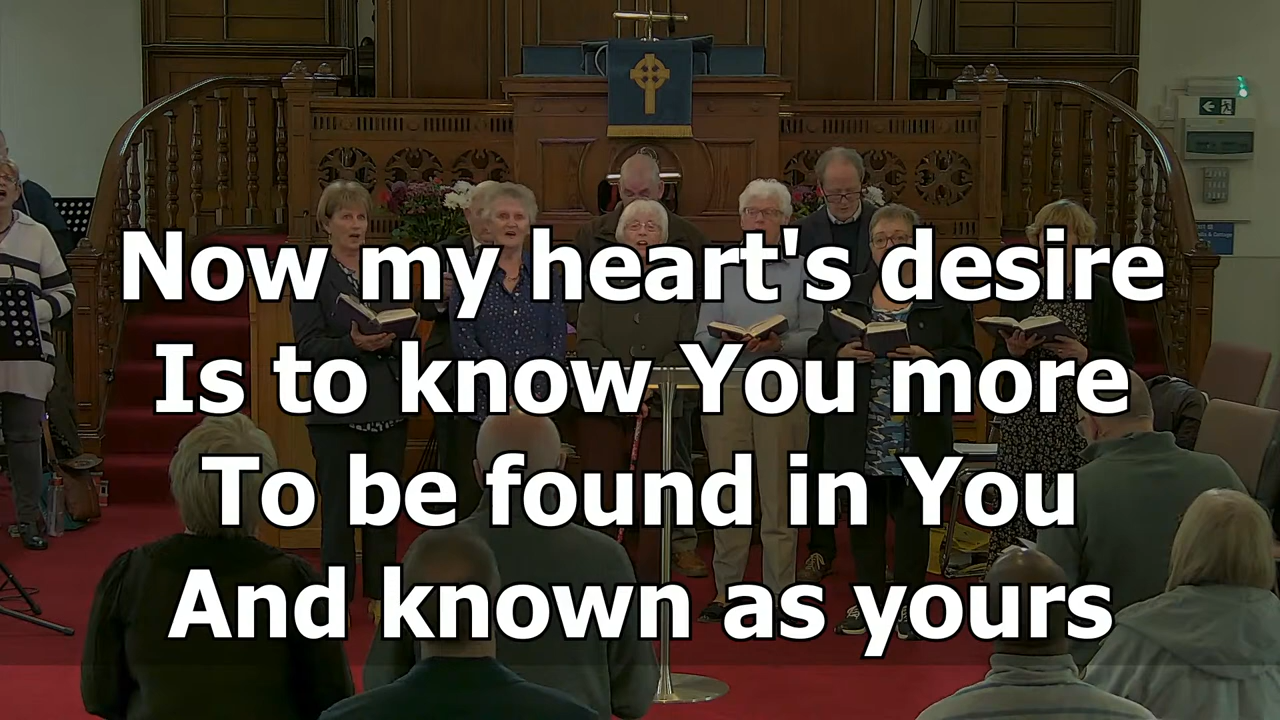 Now my heart's desire
Is to know You more
To be found in You
And known as yours